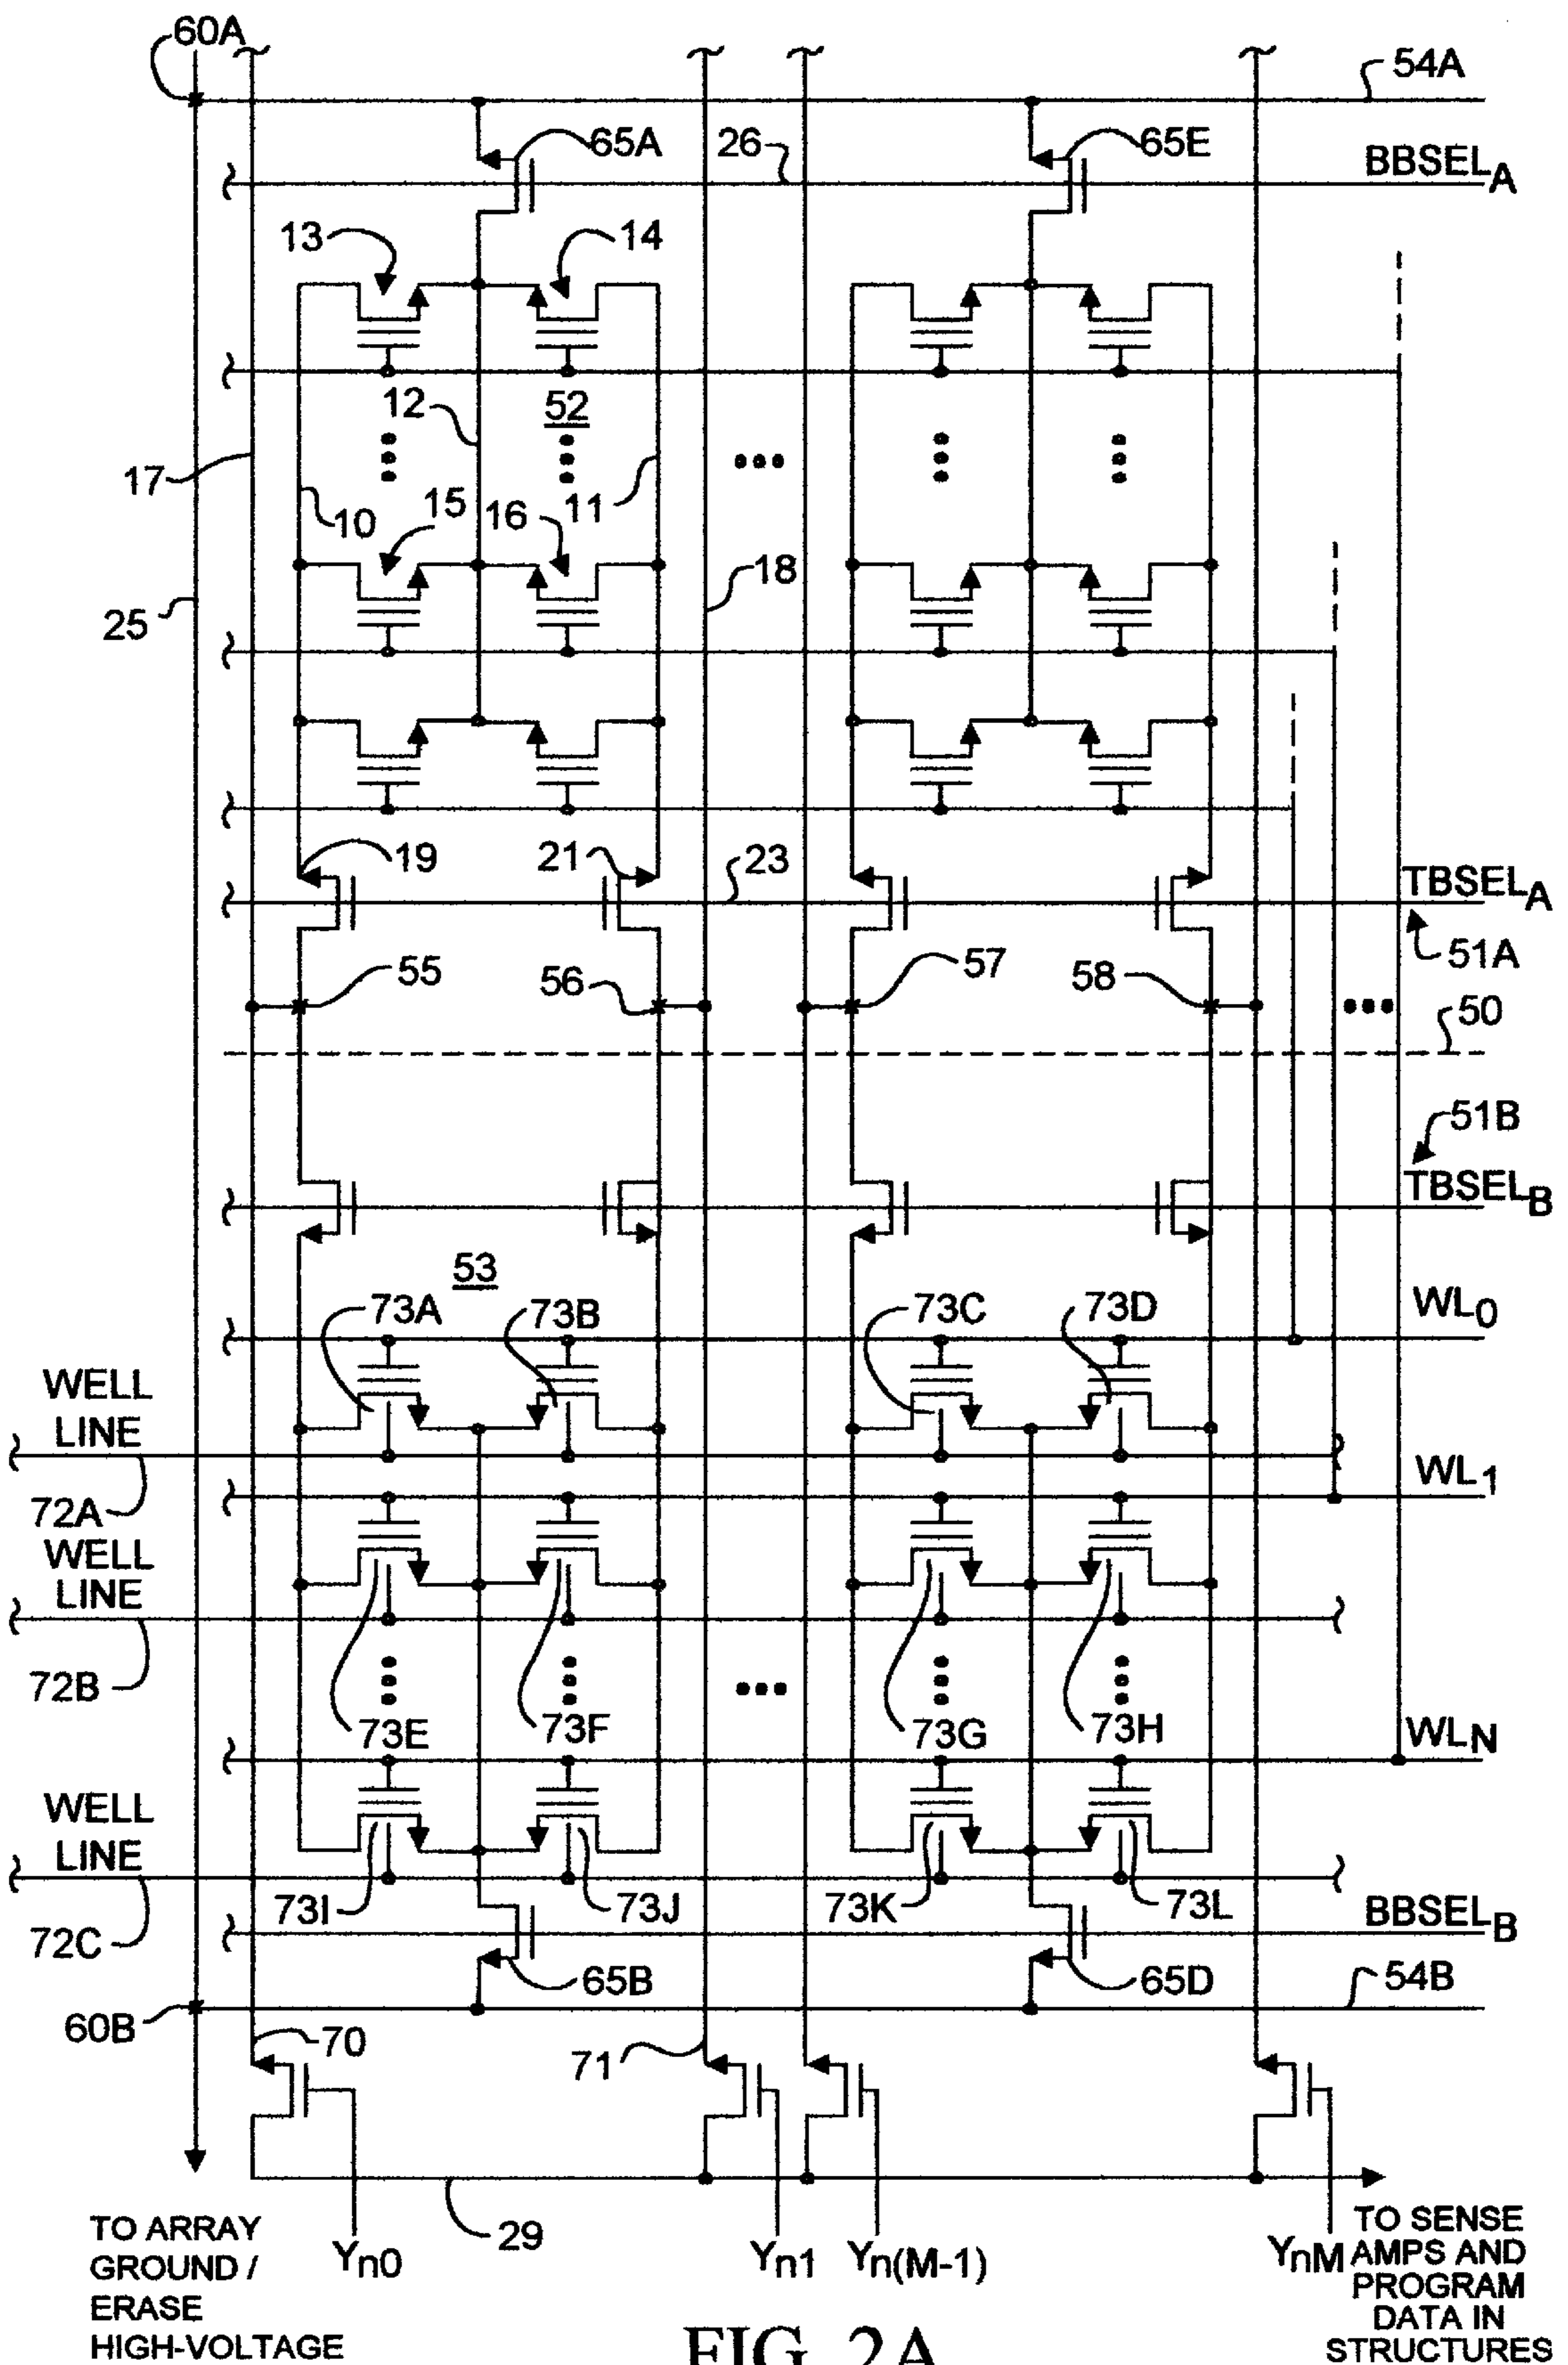 60A
54A
65A
26
65E
BBSELA
13
14
12
52
17
10
15
16
11
18
25
19
21
23
TBSELA
51A
55
56
57
58
50
51B
TBSELB
53
73A
73B
73C
73D
WL0
WELL
LINE
72A
WL1
WELL
LINE
72B
73E
73F
73G
73H
WLN
WELL
LINE
72C
73I
73J
73K
73L
BBSELB
65B
65D
54B
60B
70
71
TO ARRAY
GROUND /
ERASE
HIGH-VOLTAGE
Yn0
29
Yn1
Yn(M-1)
YnM
TO SENSE
AMPS AND
PROGRAM
DATA IN
STRUCTURES
FIG. 2A